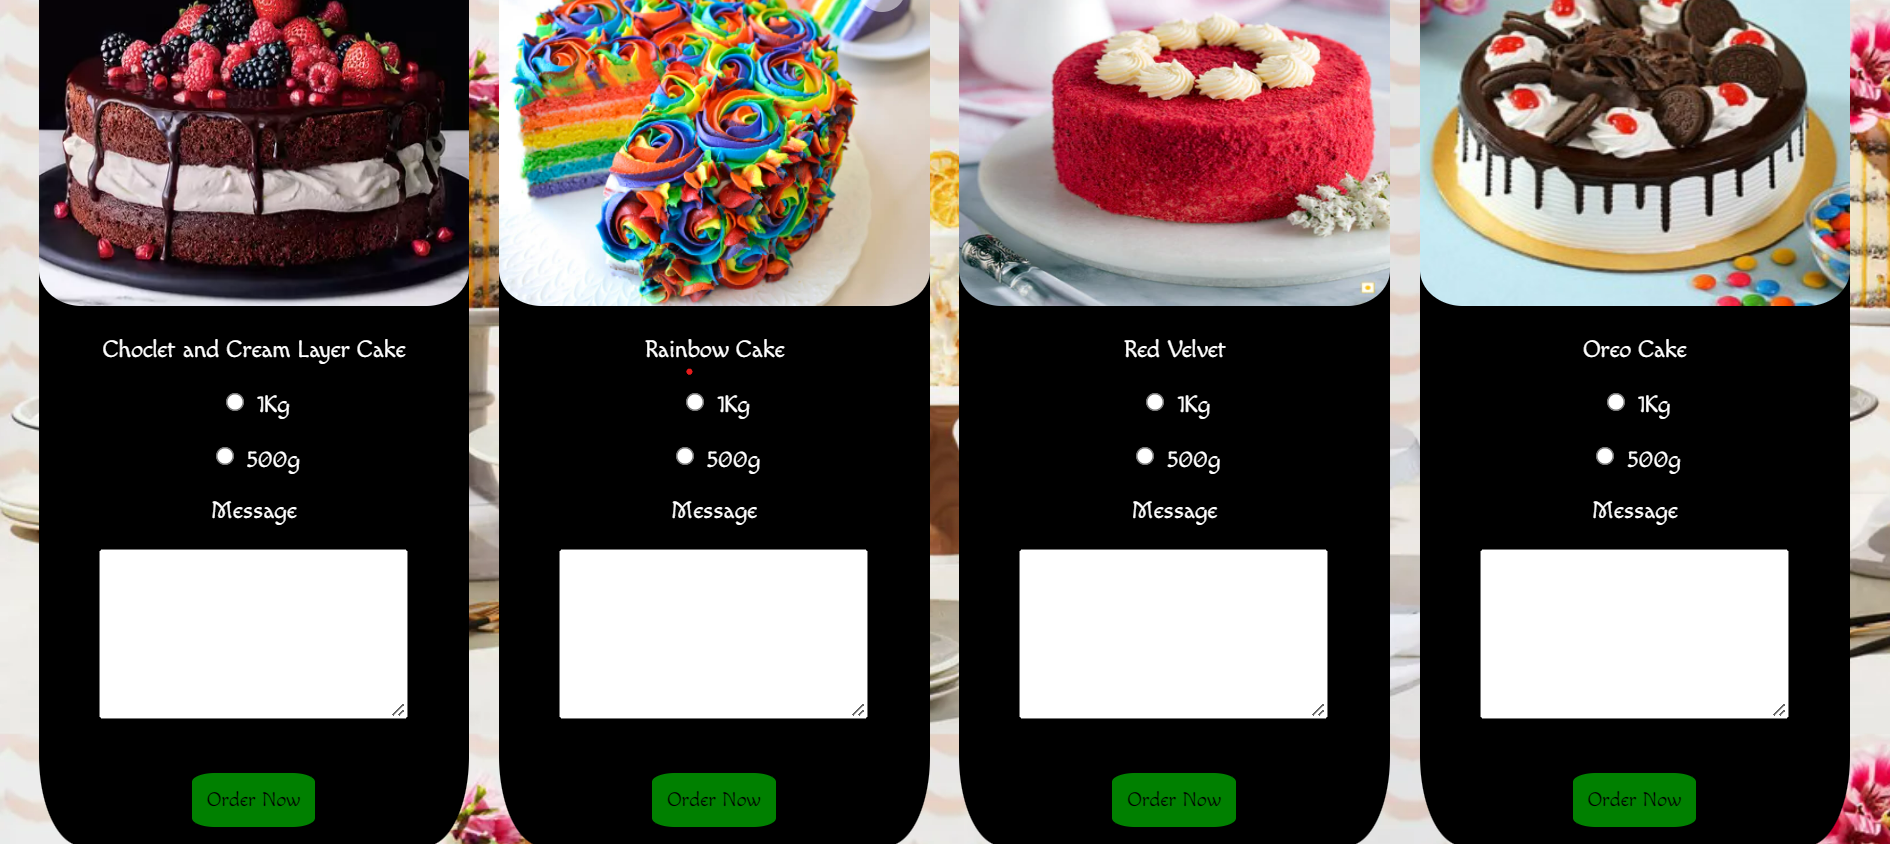 Choclet and Cream Layer Cake
1Kg
500g
Message
Order Now
Rainbow Cake
1Kg
500g
Message
Order Now
Red Velvet
1Kg
500g
Message
Order Now
Oreo Cake
1Kg
500g
Message
Order Now